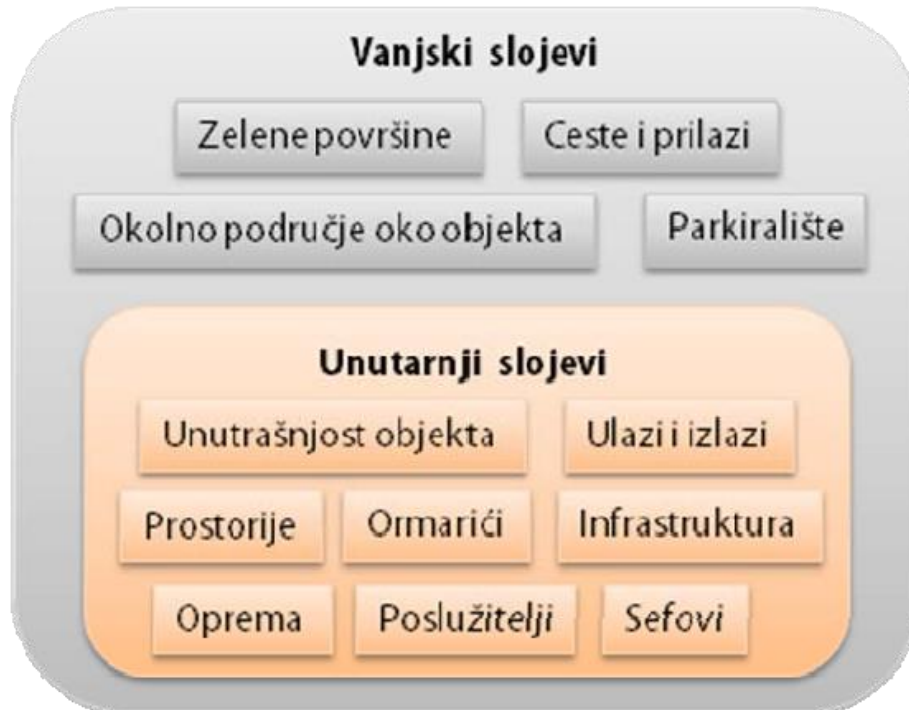 Vanjski slojevi
Zelene površine
Ceste i prilazi
Okolno područje oko objekta
Parkiralište
Unutarnji slojevi
Unutrašnjost objekta
Ulazi i izlazi
Prostorije
Ormarići
Infrastruktura
Oprema
Poslužitelji
Sefovi